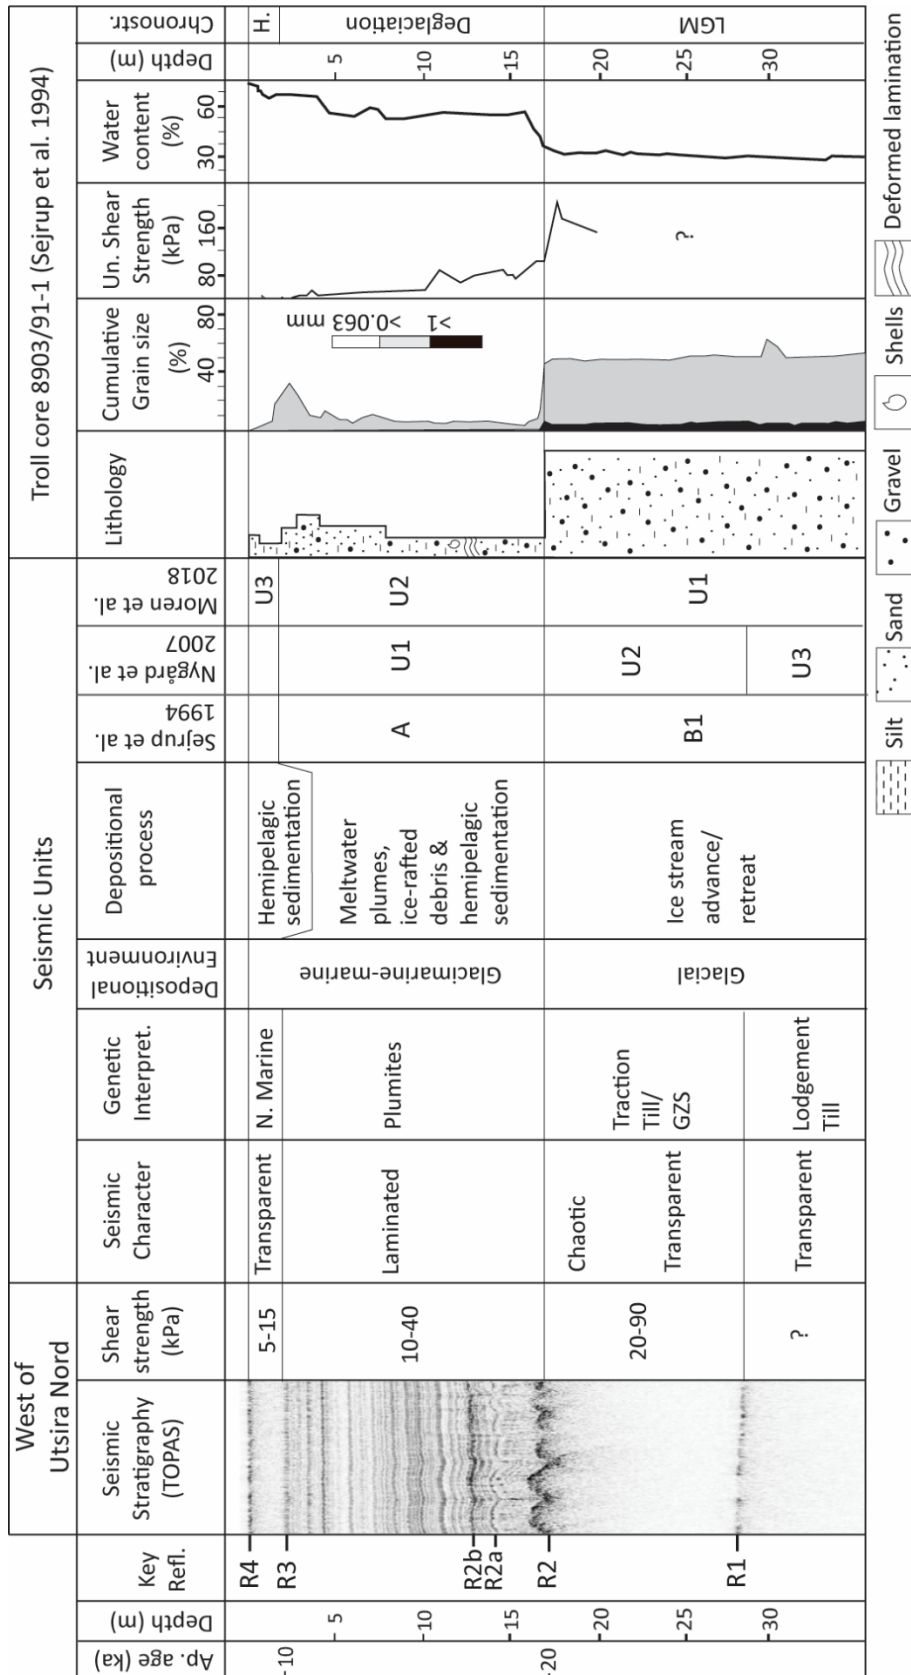 West of
Utsira Nord
Seismic Units
Troll core 8903/91-1 (Sejrup et al. 1994)
Ap. age (ka)
Depth (m)
Key
Refl.
Seismic
Stratigraphy
(TOPAS)
Shear
strength
(kPa)
Seismic
Character
Genetic
Interpret.
Depositional
Environment
Depositional
process
Sejrup et al.
1994
Nygård et al.
2007
Moren et al.
2018
Lithology
Cumulative
Grain size
(%)
40 80
Un. Shear
Strength
(kPa)
80 160
Water
content
(%)
30 60
Depth (m)
Chronostr.
10
20
5
10
15
20
25
30
R4
R3
R2b
R2a
R2
R1
5-15
10-40
20-90
?
Transparent
Laminated
Chaotic
Transparent
Transparent
N. Marine
Plumites
Traction
Till/
GZS
Lodgement
Till
Glacimarine-marine
Glacial
Hemipelagic
sedimentation
Meltwater
plumes,
ice-rafted
debris &
hemipelagic
sedimentation
Ice stream
advance/
retreat
A
B1
U1
U2
U3
U3
U2
U1
>1
>0.063 mm
?
5
10
15
20
25
30
H.
Deglaciation
LGM
Silt
Sand
Gravel
Shells
Deformed lamination